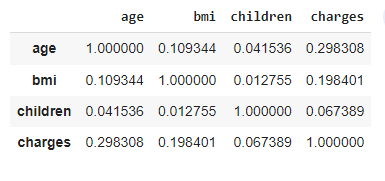 age bmi children charges
age 1.000000 0.109344 0.041536 0.298308
bmi 0.109344 1.000000 0.012755 0.198401
children 0.041536 0.012755 1.000000 0.067389
charges 0.298308 0.198401 0.067389 1.000000